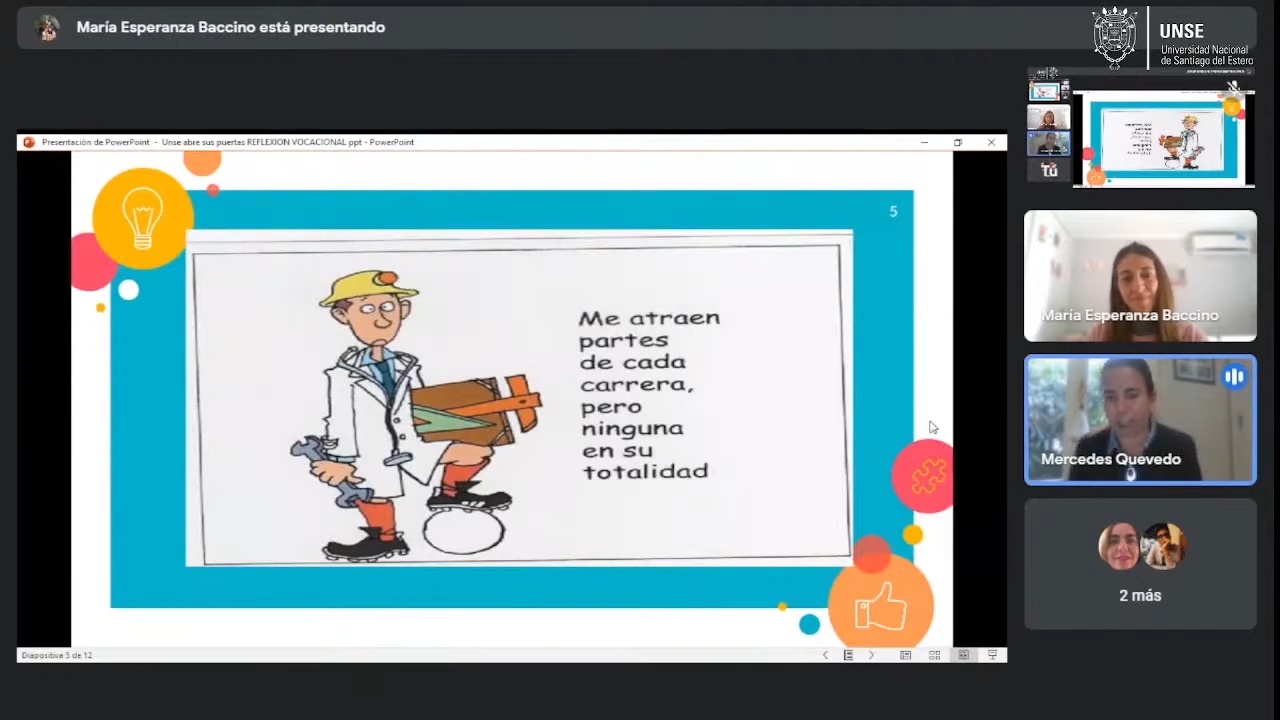 María Esperanza Baccino está presentando
UNSE
Universidad Nacional
de Santiago del Estero
Presentación de PowerPoint - Unse abre sus puertas REFLEXION VOCACIONAL ppt - PowerPoint
5
Me atraen
partes
de cada
carrera,
pero
ninguna
en su
totalidad
Diapositiva 5 de 12
Tú
María Esperanza Baccino
Mercedes Quevedo
2 más